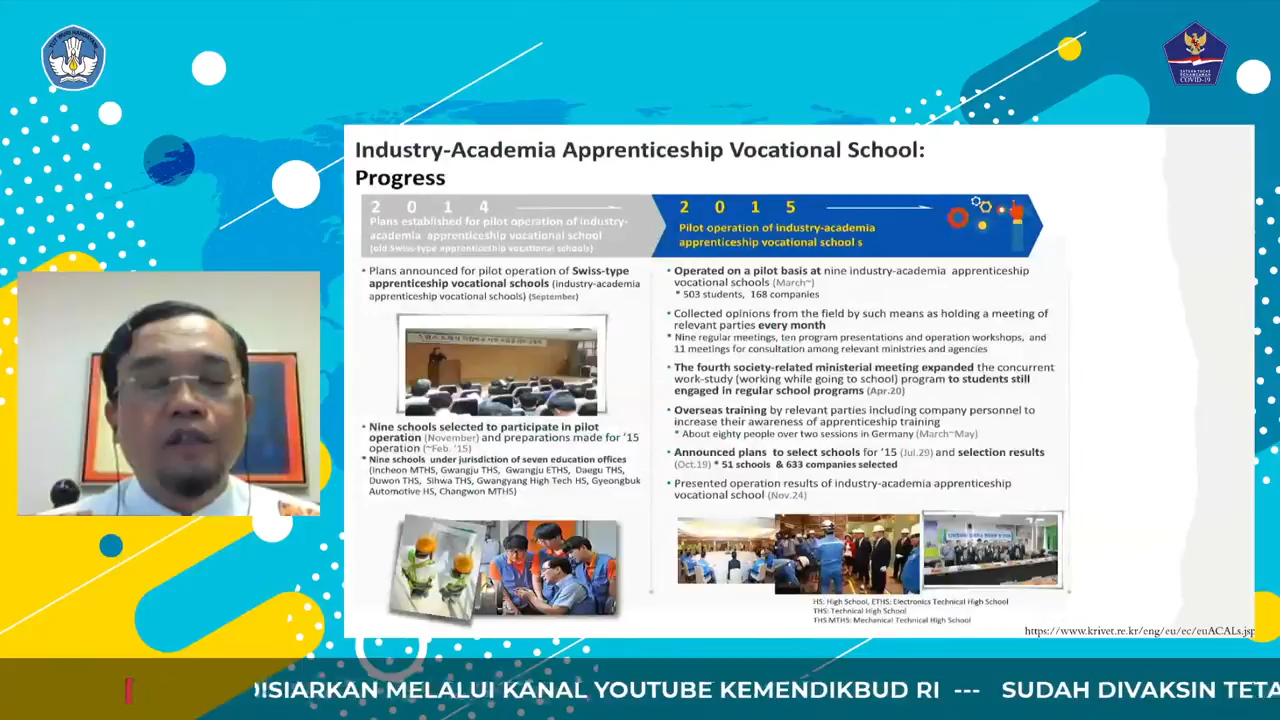 TUT WURI HANDAYANI
SATUAN TUGAS
PENANGANAN
COVID-19
Industry-Academia Apprenticeship Vocational School:
Progress
2 0 1 4
Plans established for pilot operation of industry-
academia apprenticeship vocational school
(old Swiss-type apprenticeship vocational schools)
2 0 1 5
Pilot operation of industry-academia
apprenticeship vocational school s
• Plans announced for pilot operation of Swiss-type
apprenticeship vocational schools (industry-academia
apprenticeship vocational schools) (September)
• Nine schools selected to participate in pilot
operation (November) and preparations made for '15
operation (~Feb. '15)
* Nine schools under jurisdiction of seven education offices
(Incheon MTHS, Gwangju THS, Gwangju ETHS, Daegu THS,
Duwon THS, Sihwa THS, Gwangyang High Tech HS, Gyeongbuk
Automotive HS, Changwon MTHS)
• Operated on a pilot basis at nine industry-academia apprenticeship
vocational schools (March~)
* 503 students, 168 companies
• Collected opinions from the field by such means as holding a meeting of
relevant parties every month
* Nine regular meetings, ten program presentations and operation workshops, and
11 meetings for consultation among relevant ministries and agencies
• The fourth society-related ministerial meeting expanded the concurrent
work-study (working while going to school) program to students still
engaged in regular school programs (Apr.20)
• Overseas training by relevant parties including company personnel to
increase their awareness of apprenticeship training
* About eighty people over two sessions in Germany (March~May)
• Announced plans to select schools for '15 (Jul.29) and selection results
(Oct.19) * 51 schools & 633 companies selected
• Presented operation results of industry-academia apprenticeship
vocational school (Nov.24)
HS: High School, ETHS: Electronics Technical High School
THS: Technical High School
THS MTHS: Mechanical Technical High School
https://www.krivet.re.kr/eng/eu/ec/euACALs.jsp
DISIARKAN MELALUI KANAL YOUTUBE KEMENDIKBUD RI --- SUDAH DIVAKSIN TETA